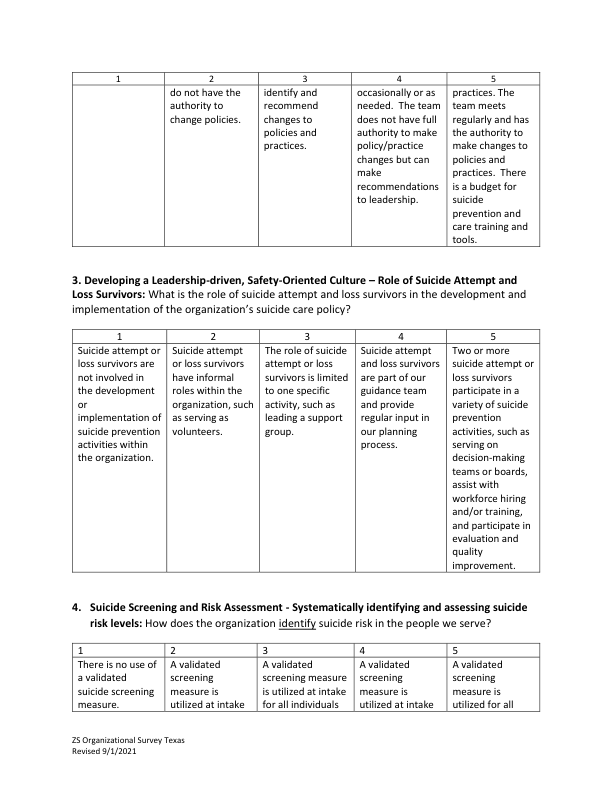 1 2 3 4 5
do not have the authority to change policies.
identify and recommend changes to policies and practices.
occasionally or as needed.  The team does not have full authority to make policy/practice changes but can make recommendations to leadership.
practices. The team meets regularly and has the authority to make changes to policies and practices.  There is a budget for suicide prevention and care training and tools.
3. Developing a Leadership-driven, Safety-Oriented Culture – Role of Suicide Attempt and
Loss Survivors: What is the role of suicide attempt and loss survivors in the development and
implementation of the organization's suicide care policy?
1 2 3 4 5
Suicide attempt or
loss survivors are
not involved in
the development
or
implementation of
suicide prevention
activities within
the organization.
Suicide attempt
or loss survivors
have informal
roles within the
organization, such
as serving as
volunteers.
The role of suicide
attempt or loss
survivors is limited
to one specific
activity, such as
leading a support
group.
Suicide attempt
and loss survivors
are part of our
guidance team
and provide
regular input in
our planning
process.
Two or more
suicide attempt or
loss survivors
participate in a
variety of suicide
prevention
activities, such as
serving on
decision-making
teams or boards,
assist with
workforce hiring
and/or training,
and participate in
evaluation and
quality
improvement.
4. Suicide Screening and Risk Assessment - Systematically identifying and assessing suicide
risk levels: How does the organization identify suicide risk in the people we serve?
1 2 3 4 5
There is no use of
a validated
suicide screening
measure.
A validated
screening
measure is
utilized at intake
A validated
screening measure
is utilized at intake
for all individuals
A validated
screening
measure is
utilized at intake
A validated
screening
measure is
utilized for all
ZS Organizational Survey Texas
Revised 9/1/2021